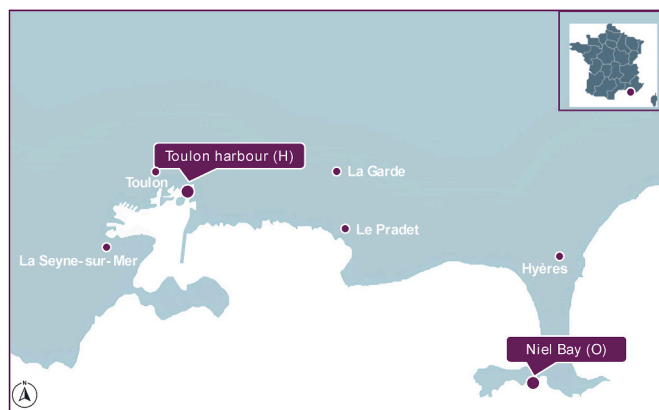 Toulon harbour (H)
Toulon
La Garde
Le Pradet
La Seyne-sur-Mer
Hyères
Niel Bay (O)
N